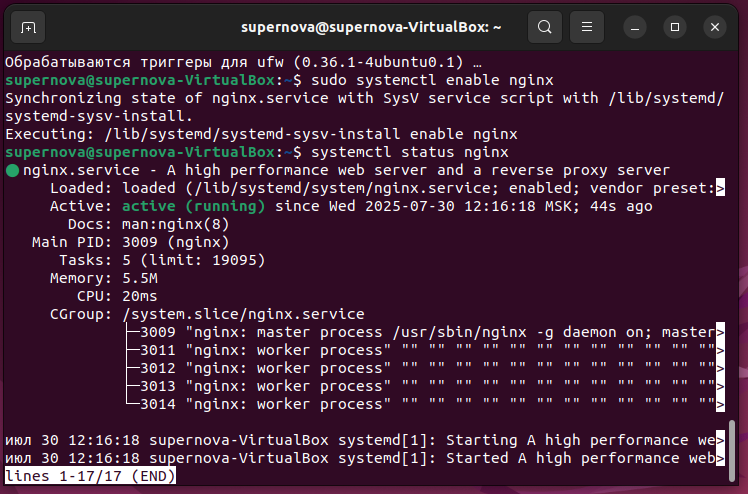 supernova@supernova-VirtualBox: ~
Обрабатываются триггеры для ufw (0.36.1-4ubuntu0.1) …
supernova@supernova-VirtualBox:~$ sudo systemctl enable nginx
Synchronizing state of nginx.service with SysV service script with /lib/systemd/
systemd-sysv-install.
Executing: /lib/systemd/systemd-sysv-install enable nginx
supernova@supernova-VirtualBox:~$ systemctl status nginx
● nginx.service - A high performance web server and a reverse proxy server
Loaded: loaded (/lib/systemd/system/nginx.service; enabled; vendor preset:>
Active: active (running) since Wed 2025-07-30 12:16:18 MSK; 44s ago
Docs: man:nginx(8)
Main PID: 3009 (nginx)
Tasks: 5 (limit: 19095)
Memory: 5.5M
CPU: 20ms
CGroup: /system.slice/nginx.service
├─3009 "nginx: master process /usr/sbin/nginx -g daemon on; master>
├─3011 "nginx: worker process" "" "" "" "" "" "" "" "" "" "" "" "">
├─3012 "nginx: worker process" "" "" "" "" "" "" "" "" "" "" "" "">
├─3013 "nginx: worker process" "" "" "" "" "" "" "" "" "" "" "" "">
└─3014 "nginx: worker process" "" "" "" "" "" "" "" "" "" "" "" "">
июл 30 12:16:18 supernova-VirtualBox systemd[1]: Starting A high performance we>
июл 30 12:16:18 supernova-VirtualBox systemd[1]: Started A high performance web>
lines 1-17/17 (END)